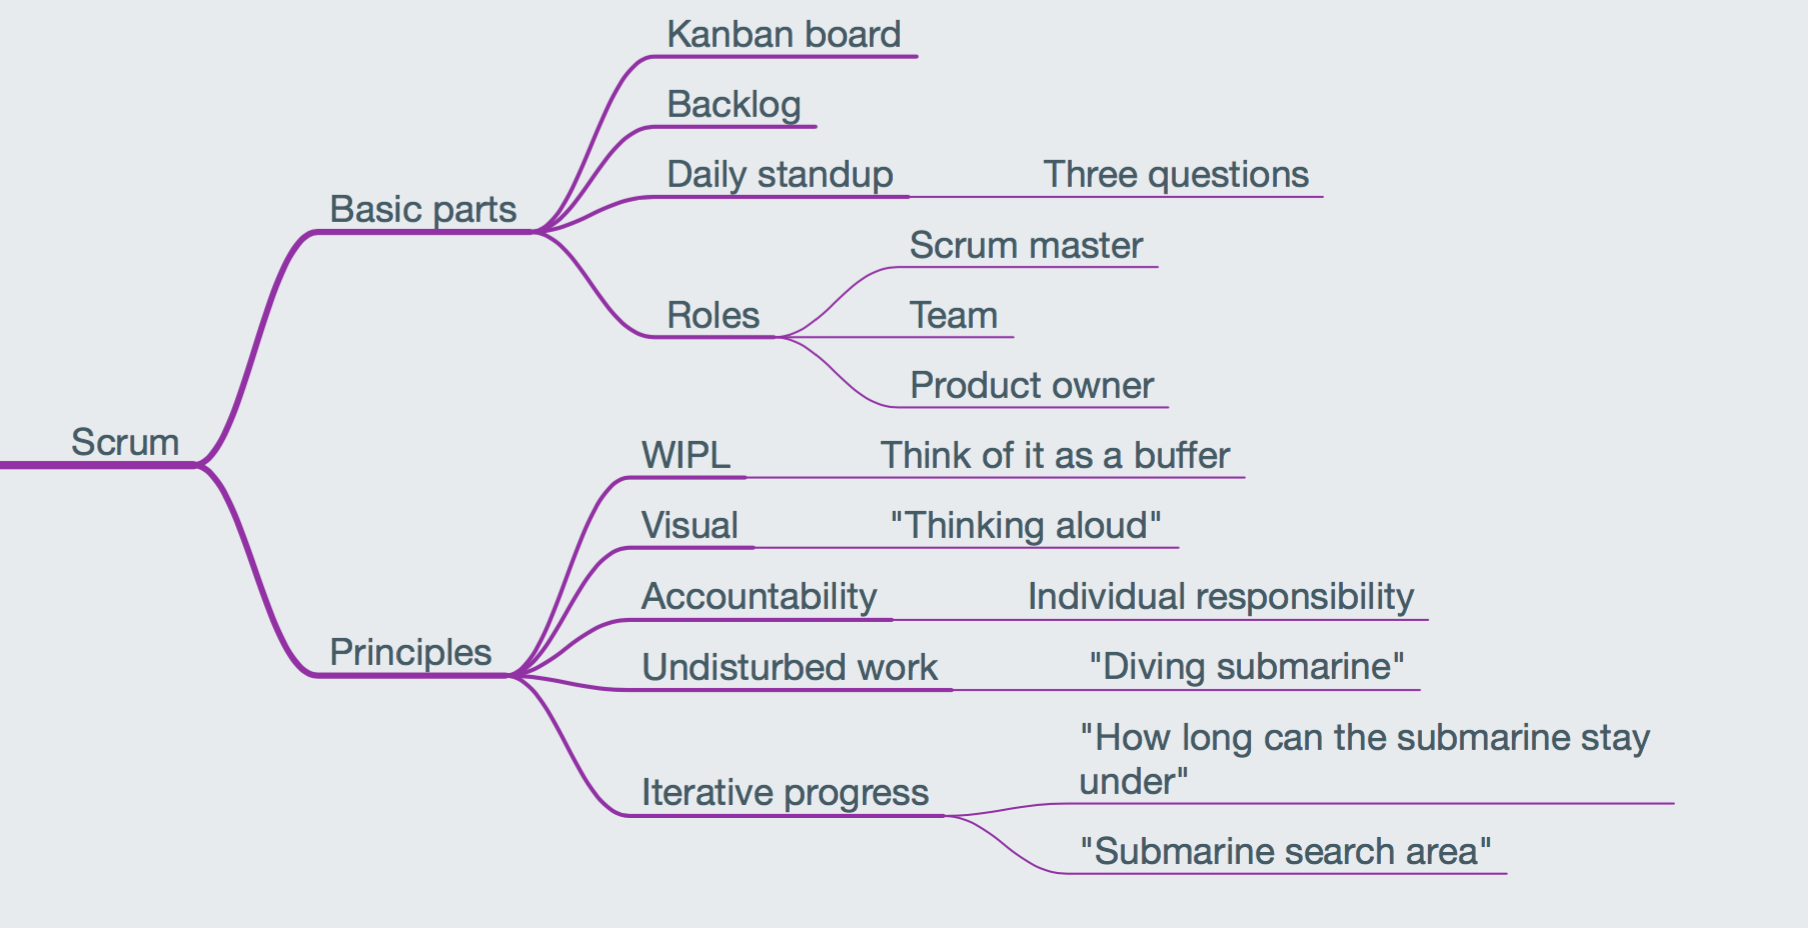 Kanban board
Backlog
Daily standup
Three questions
Basic parts
Scrum master
Roles
Team
Product owner
Scrum
WIPL
Think of it as a buffer
Visual
"Thinking aloud"
Accountability
Individual responsibility
Principles
Undisturbed work
"Diving submarine"
"How long can the submarine stay
under"
Iterative progress
"Submarine search area"